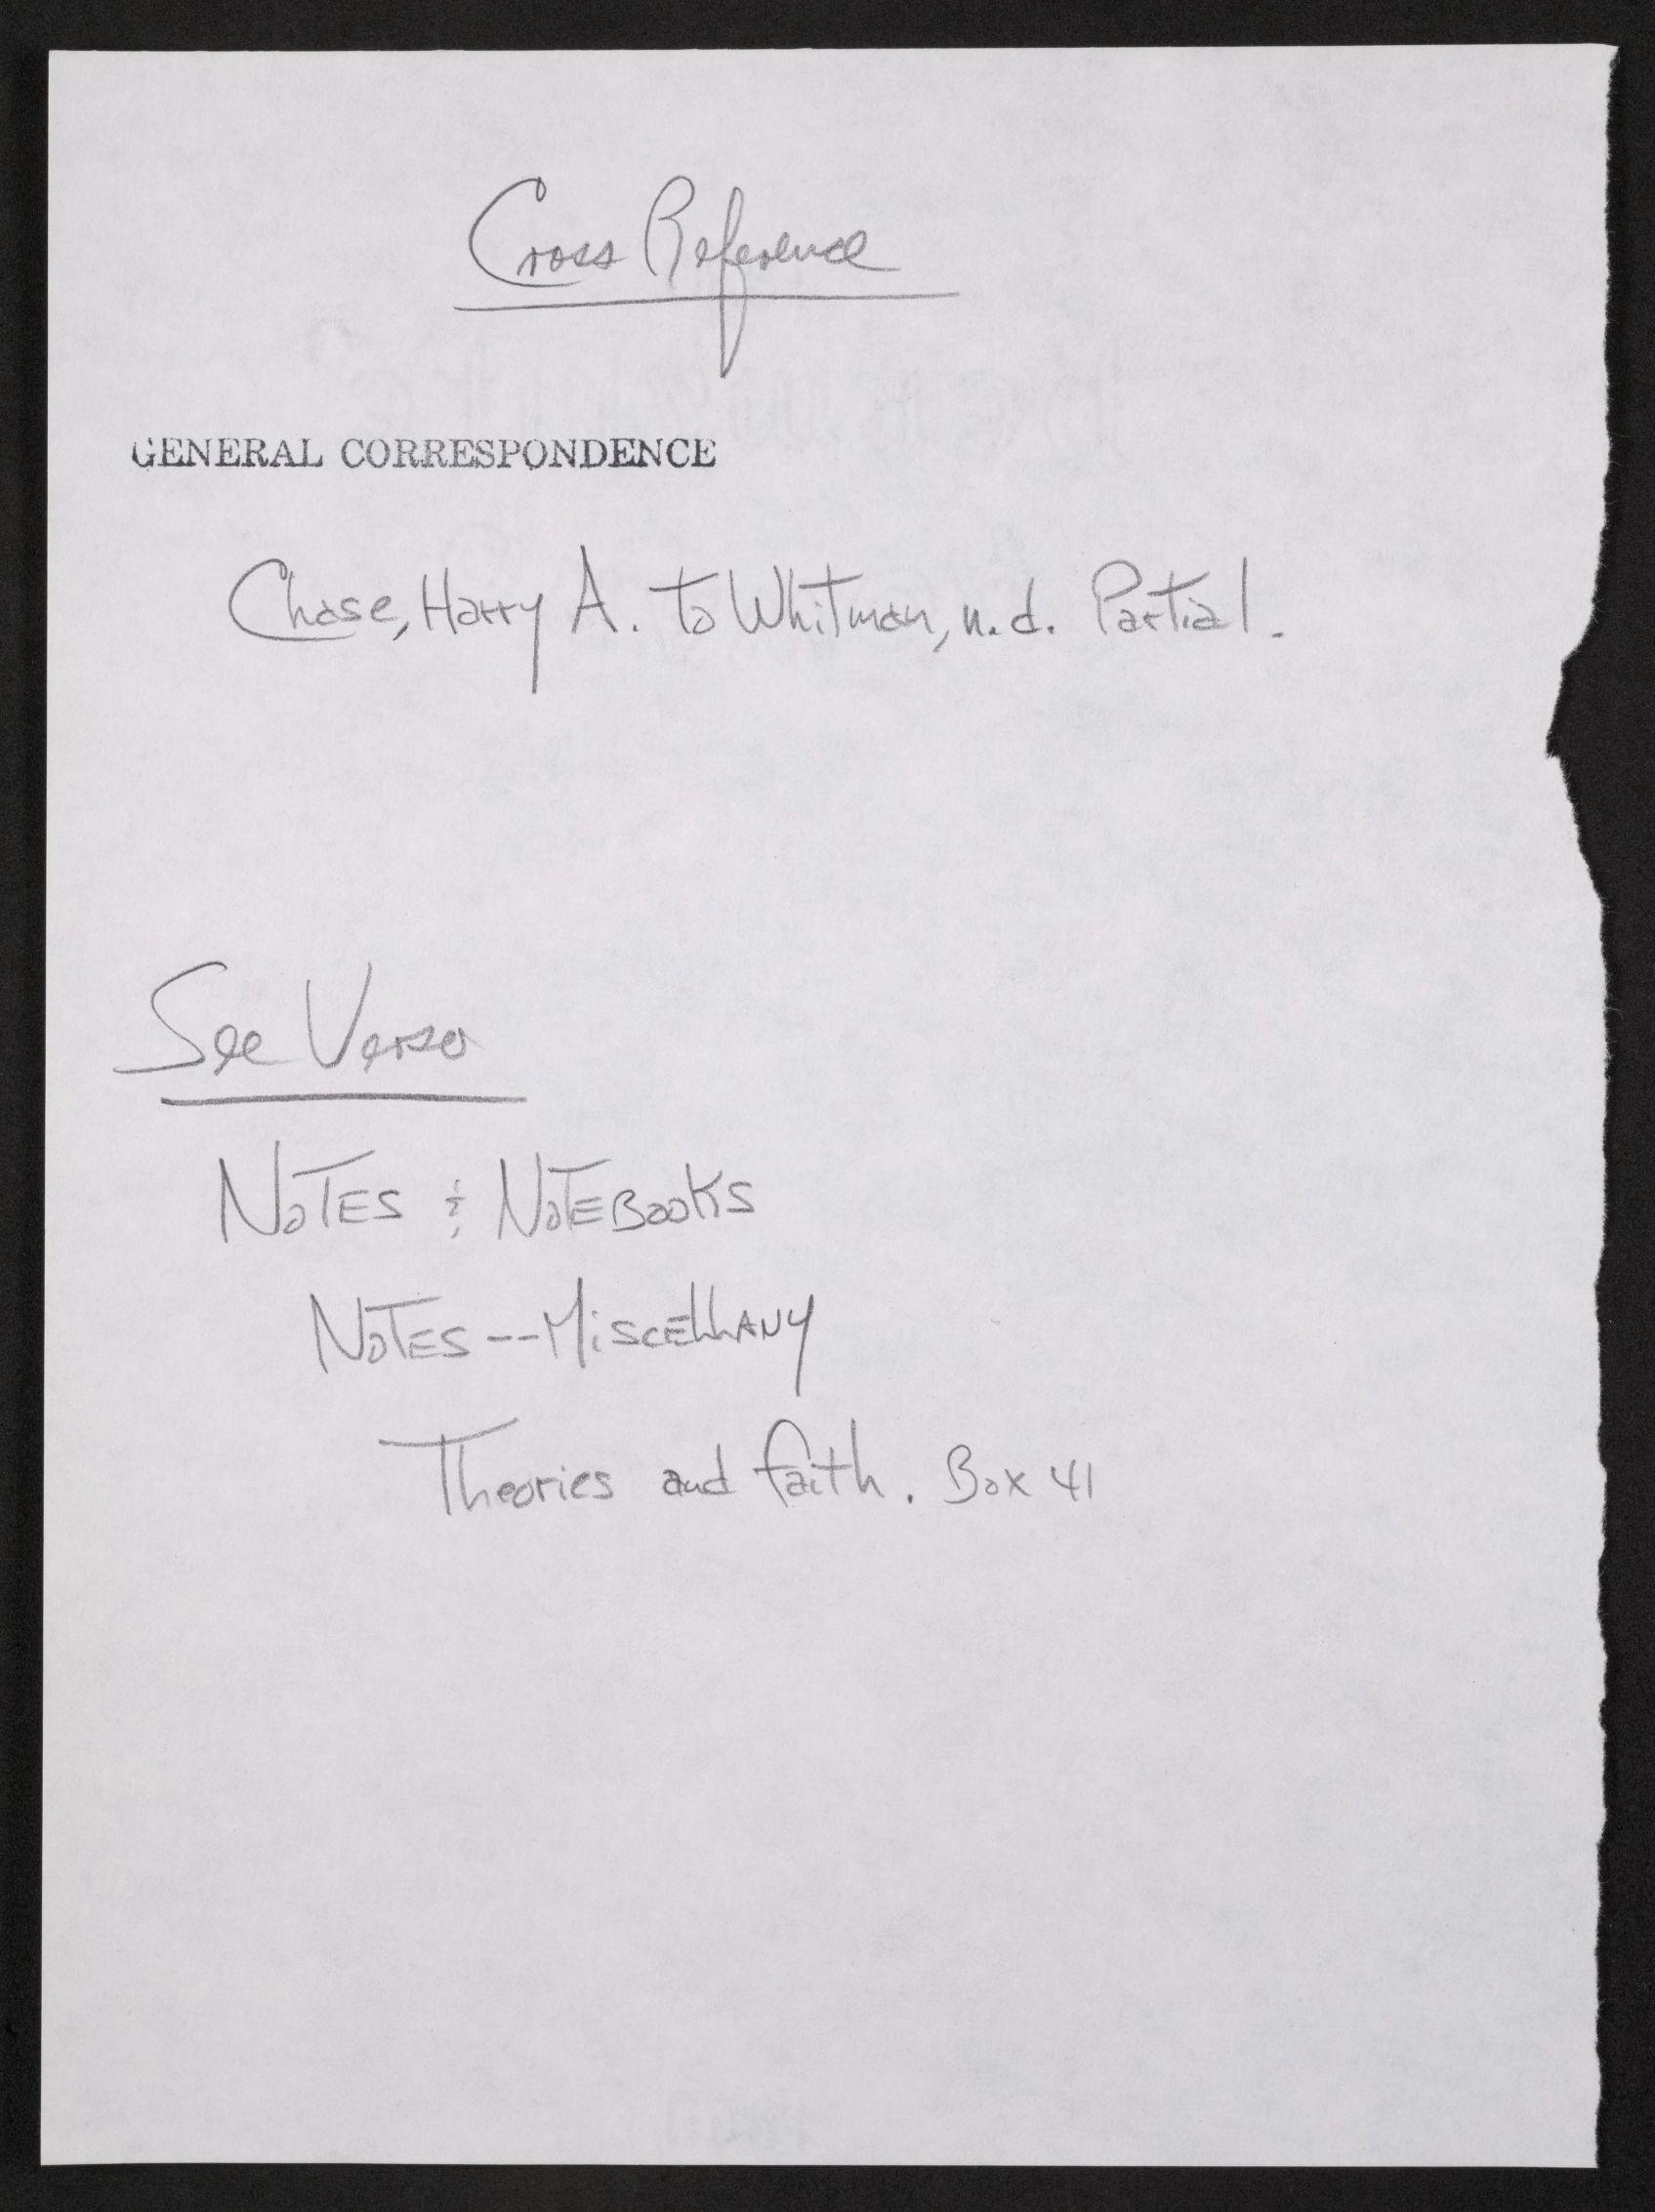 Cross Reference
GENERAL CORRESPONDENCE
Chase, Harry A. to Whitman, n.d. Partial.
See Verso
NOTES & NOTEBOOKS
NOTES--MISCELLANY
Theories and faith. Box 41